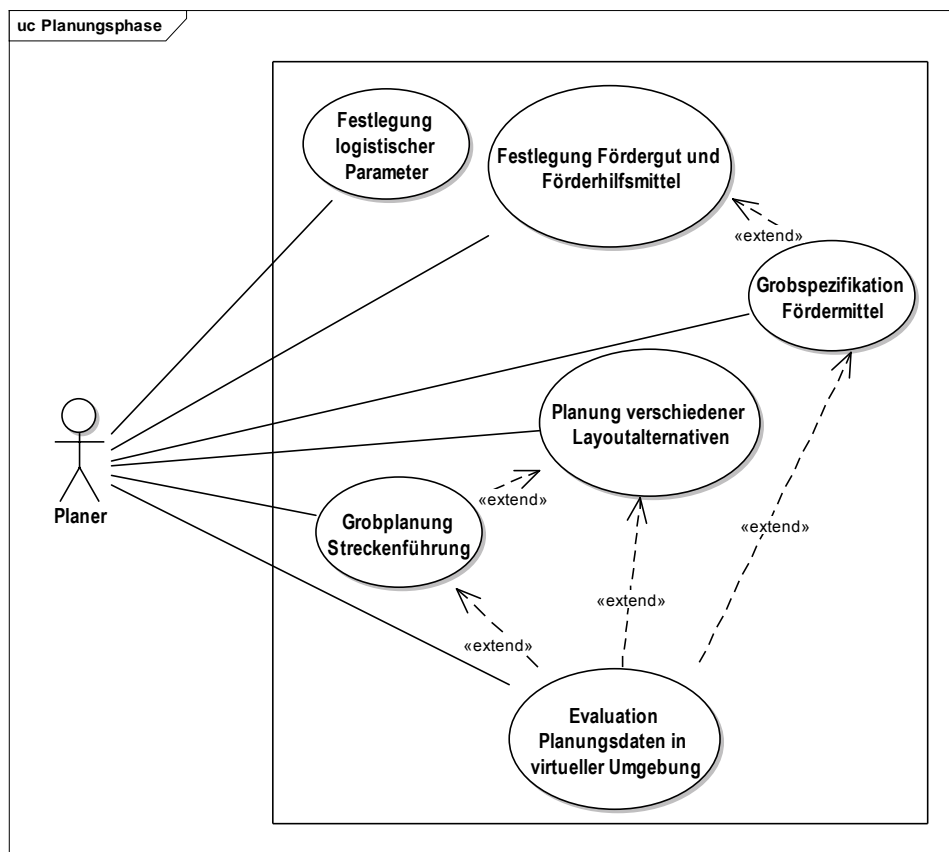 uc Planungsphase
Festlegung
logistischer
Parameter
Festlegung Fördergut und
Förderhilfsmittel
«extend»
Grobspezifikation
Fördermittel
Planung verschiedener
Layoutalternativen
«extend»
Planer
Grobplanung
Streckenführung
«extend»
«extend»
«extend»
Evaluation
Planungsdaten in
virtueller Umgebung